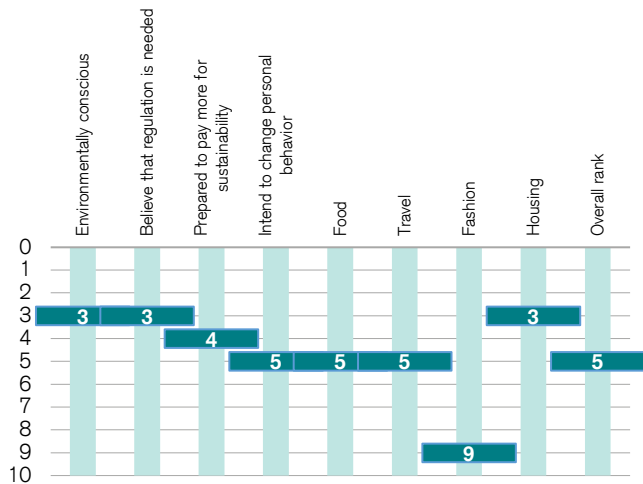 Environmentally conscious
Believe that regulation is needed
Prepared to pay more for
sustainability
Intend to change personal
behavior
Food
Travel
Fashion
Housing
Overall rank
0
1
2
3
4
5
6
7
8
9
10
3
3
4
5
5
5
9
3
5